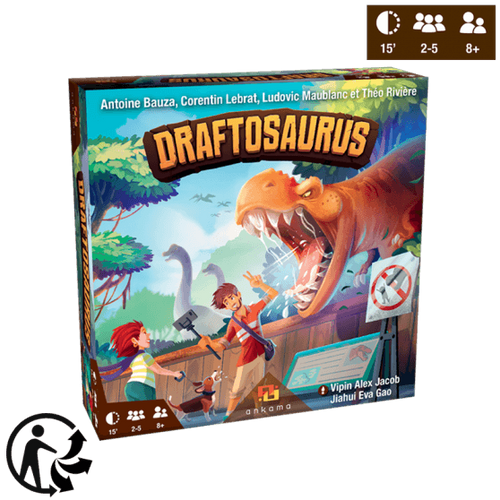 15' 2-5 8+
Antoine Bauza, Corentin Lebrat, Ludovic Maublanc et Théo Rivière
DRAFTOSAURUS
DRAFTOSAURUS
DRAFTOSAURUS
Vipin Alex Jacob
Jiahui Eva Gao
ankama
15' 2-5 8+